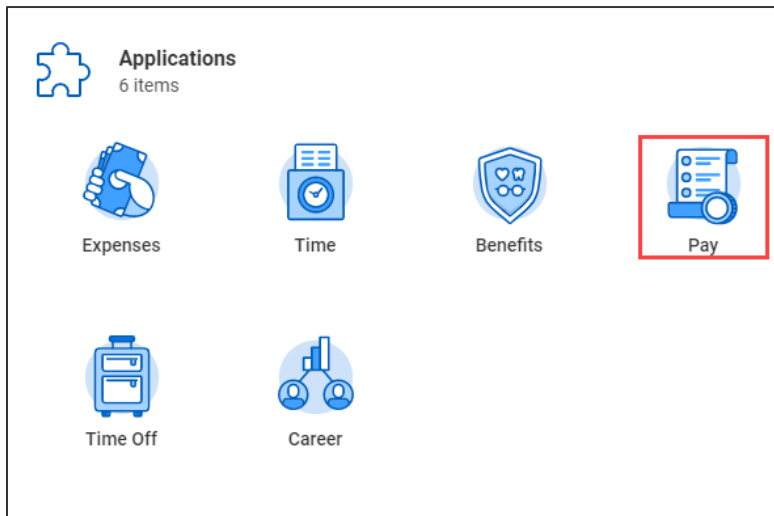 Applications
6 items
Expenses
Time
Benefits
Pay
Time Off
Career